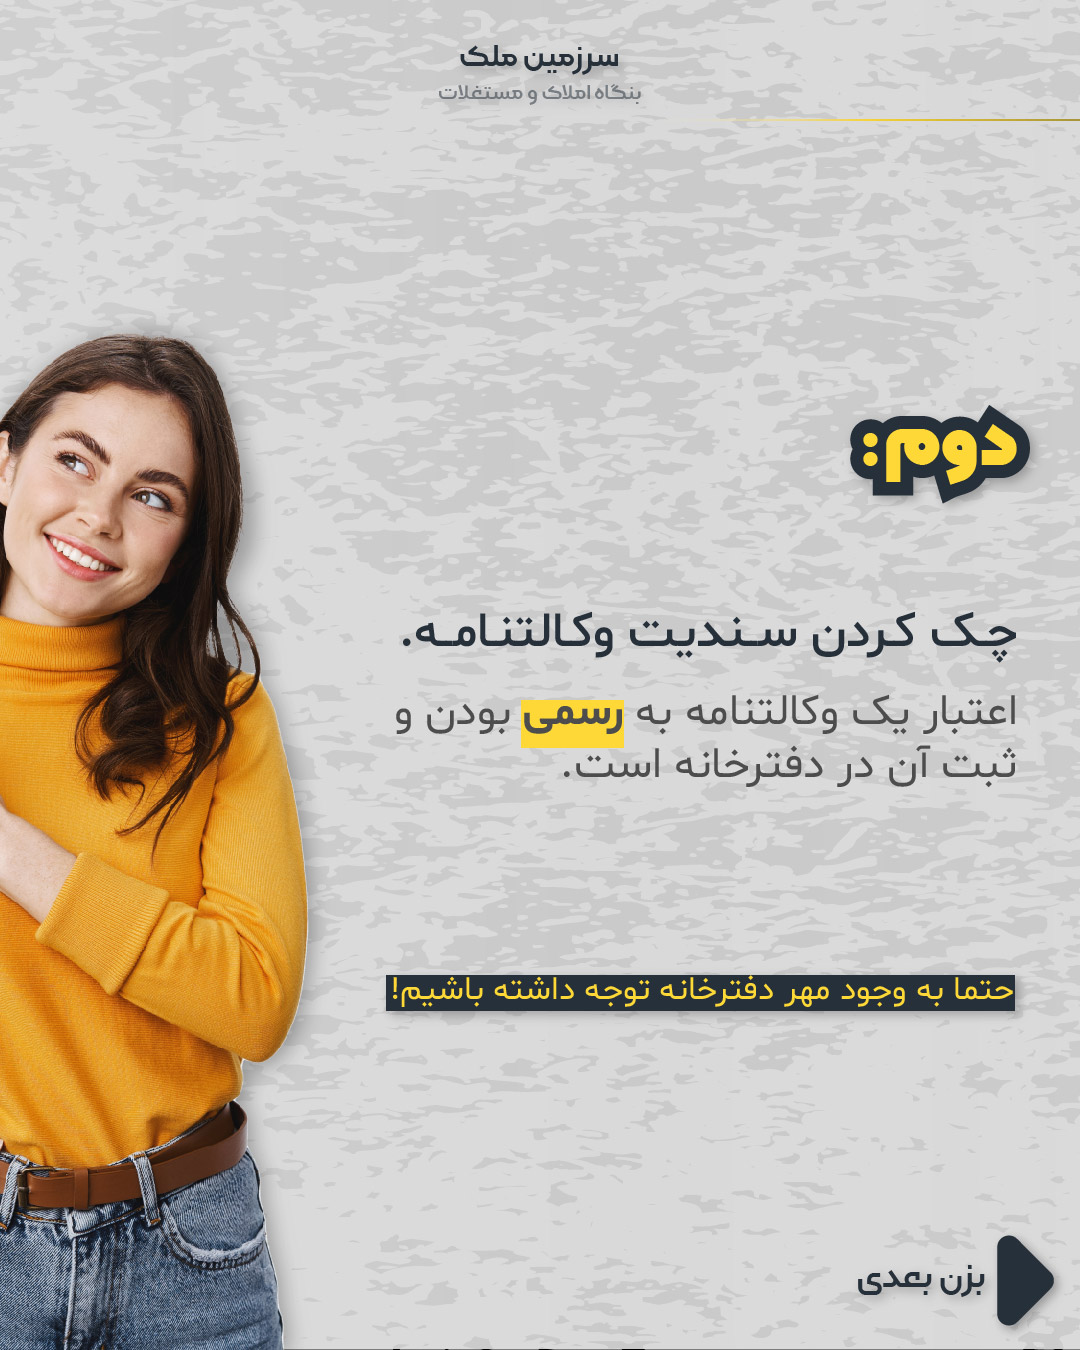 سرزمین ملک
بنگاه املاک و مستغلات
دوم:
چک کردن سندیت وکالتنامه.
اعتبار یک وکالتنامه به رسمی بودن و
ثبت آن در دفترخانه است.
حتما به وجود مهر دفترخانه توجه داشته باشیم!
بزن بعدی